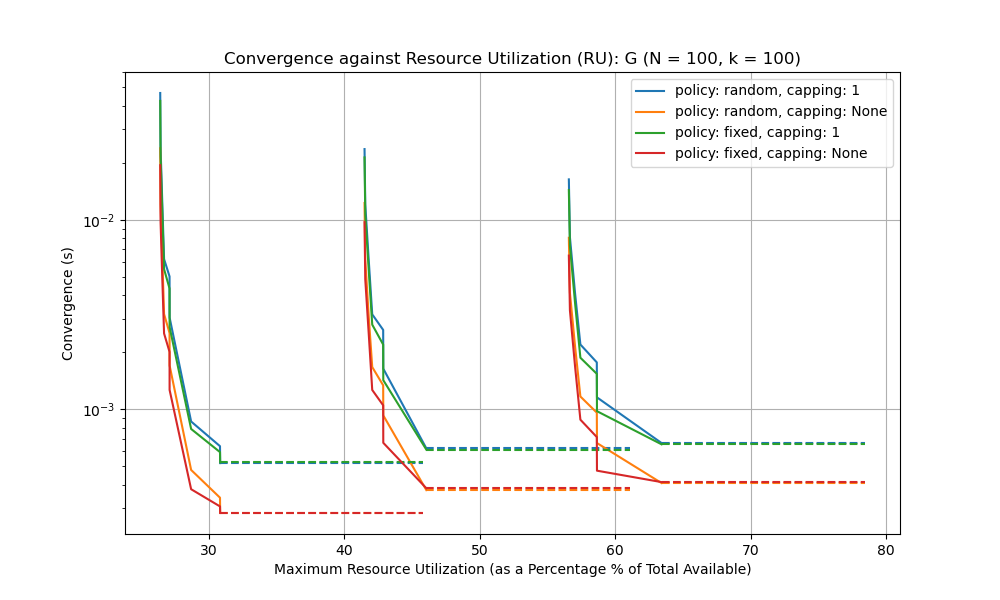 Convergence against Resource Utilization (RU): G (N = 100, k = 100)
policy: random, capping: 1
policy: random, capping: None
policy: fixed, capping: 1
policy: fixed, capping: None
Convergence (s)
10⁻²
10⁻³
30 40 50 60 70 80
Maximum Resource Utilization (as a Percentage % of Total Available)